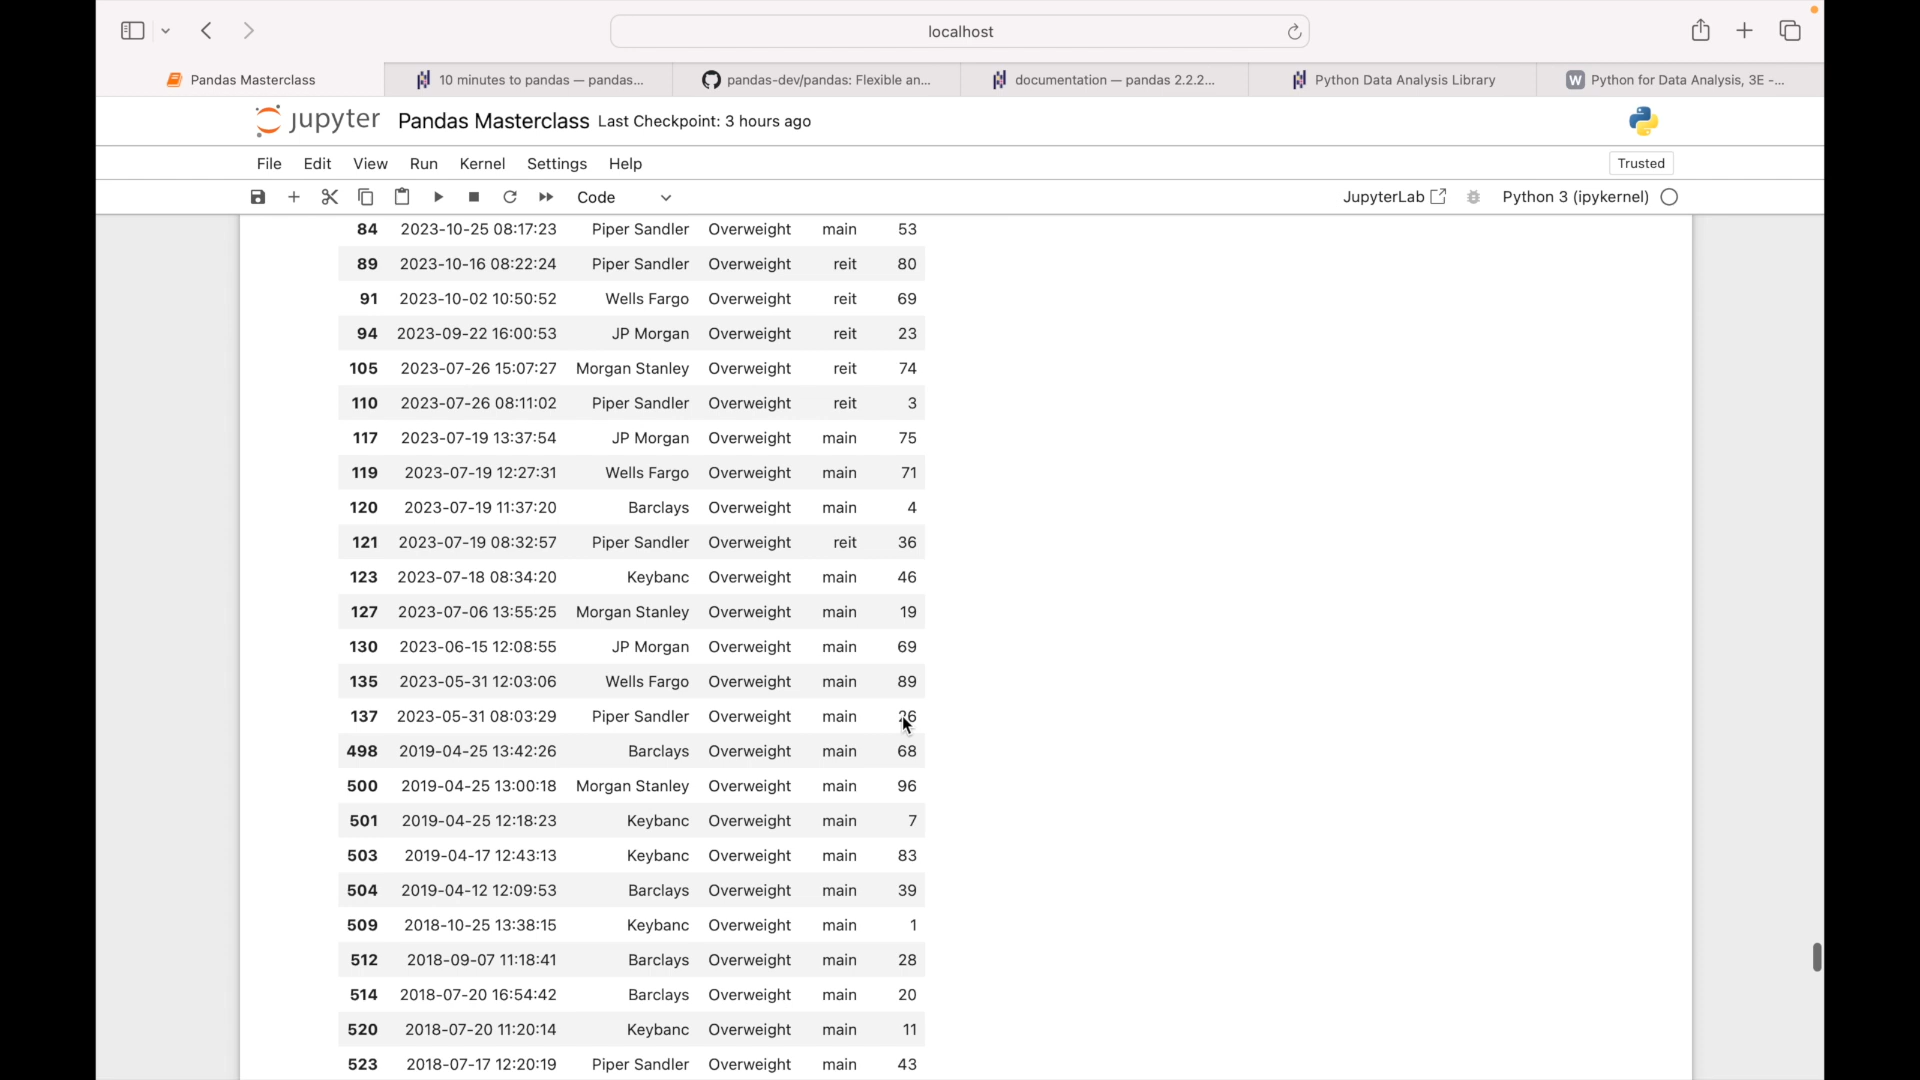 localhost
Pandas Masterclass
10 minutes to pandas — pandas...
pandas-dev/pandas: Flexible an...
documentation — pandas 2.2.2...
Python Data Analysis Library
W Python for Data Analysis, 3E -...
jupyter Pandas Masterclass Last Checkpoint: 3 hours ago
File Edit View Run Kernel Settings Help Trusted
Code JupyterLab Python 3 (ipykernel)
84 2023-10-25 08:17:23 Piper Sandler Overweight main 53
89 2023-10-16 08:22:24 Piper Sandler Overweight reit 80
91 2023-10-02 10:50:52 Wells Fargo Overweight reit 69
94 2023-09-22 16:00:53 JP Morgan Overweight reit 23
105 2023-07-26 15:07:27 Morgan Stanley Overweight reit 74
110 2023-07-26 08:11:02 Piper Sandler Overweight reit 3
117 2023-07-19 13:37:54 JP Morgan Overweight main 75
119 2023-07-19 12:27:31 Wells Fargo Overweight main 71
120 2023-07-19 11:37:20 Barclays Overweight main 4
121 2023-07-19 08:32:57 Piper Sandler Overweight reit 36
123 2023-07-18 08:34:20 Keybanc Overweight main 46
127 2023-07-06 13:55:25 Morgan Stanley Overweight main 19
130 2023-06-15 12:08:55 JP Morgan Overweight main 69
135 2023-05-31 12:03:06 Wells Fargo Overweight main 89
137 2023-05-31 08:03:29 Piper Sandler Overweight main 26
498 2019-04-25 13:42:26 Barclays Overweight main 68
500 2019-04-25 13:00:18 Morgan Stanley Overweight main 96
501 2019-04-25 12:18:23 Keybanc Overweight main 7
503 2019-04-17 12:43:13 Keybanc Overweight main 83
504 2019-04-12 12:09:53 Barclays Overweight main 39
509 2018-10-25 13:38:15 Keybanc Overweight main 1
512 2018-09-07 11:18:41 Barclays Overweight main 28
514 2018-07-20 16:54:42 Barclays Overweight main 20
520 2018-07-20 11:20:14 Keybanc Overweight main 11
523 2018-07-17 12:20:19 Piper Sandler Overweight main 43